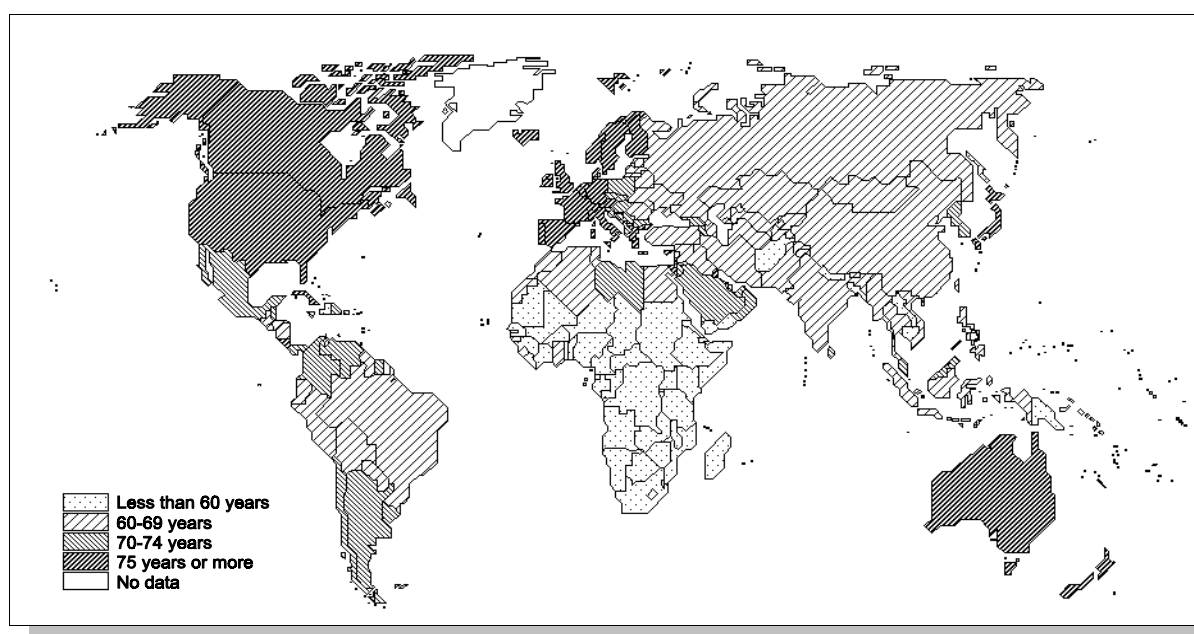 Less than 60 years
60-69 years
70-74 years
75 years or more
No data